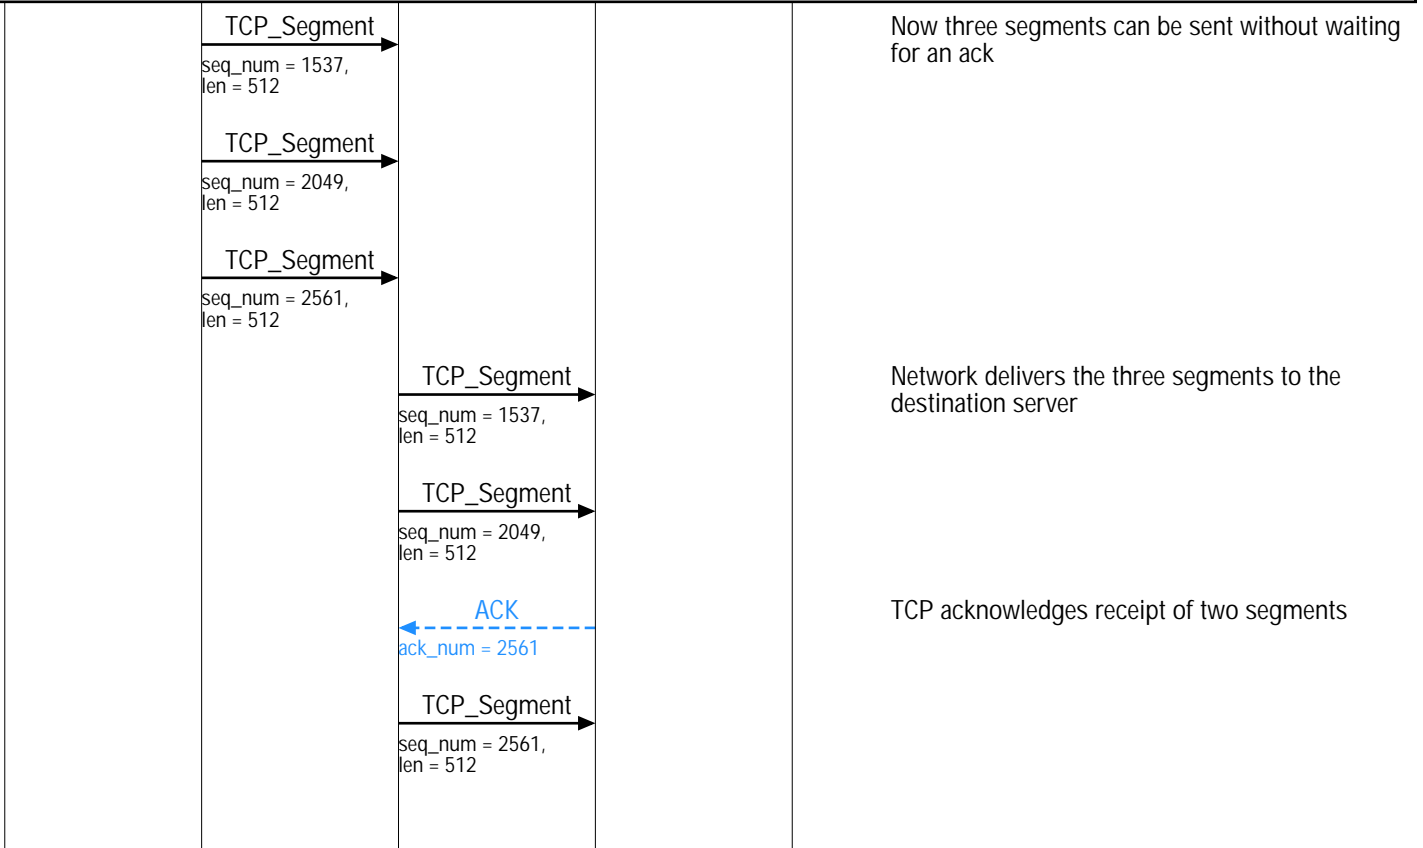 TCP_Segment
Now three segments can be sent without waiting
for an ack
seq_num = 1537,
len = 512
TCP_Segment
seq_num = 2049,
len = 512
TCP_Segment
seq_num = 2561,
len = 512
TCP_Segment
Network delivers the three segments to the
destination server
seq_num = 1537,
len = 512
TCP_Segment
seq_num = 2049,
len = 512
ACK
TCP acknowledges receipt of two segments
ack_num = 2561
TCP_Segment
seq_num = 2561,
len = 512